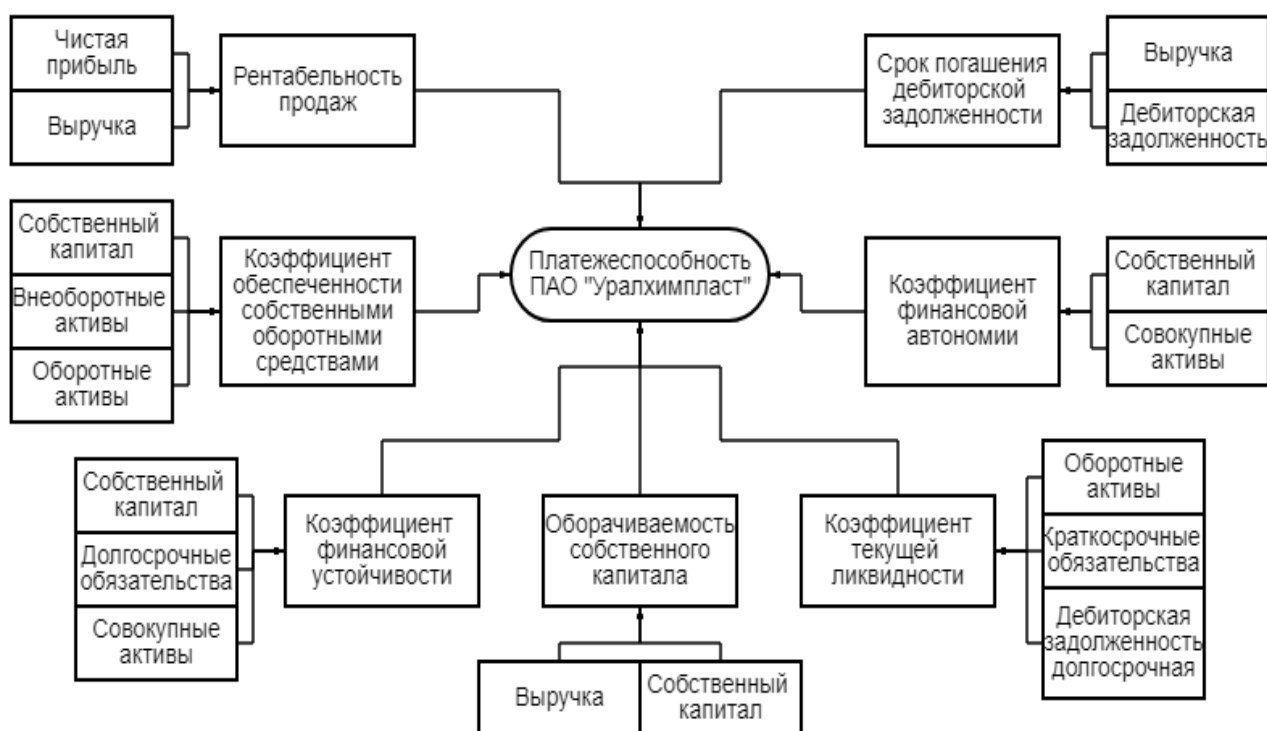 Чистая
прибыль
Выручка
Рентабельность
продаж
Срок погашения
дебиторской
задолженности
Выручка
Дебиторская
задолженность
Собственный
капитал
Внеоборотные
активы
Оборотные
активы
Коэффициент
обеспеченности
собственными
оборотными
средствами
Платежеспособность
ПАО "Уралхимпласт"
Коэффициент
финансовой
автономии
Собственный
капитал
Совокупные
активы
Собственный
капитал
Долгосрочные
обязательства
Совокупные
активы
Коэффициент
финансовой
устойчивости
Оборачиваемость
собственного
капитала
Коэффициент
текущей
ликвидности
Оборотные
активы
Краткосрочные
обязательства
Дебиторская
задолженность
долгосрочная
Выручка
Собственный
капитал